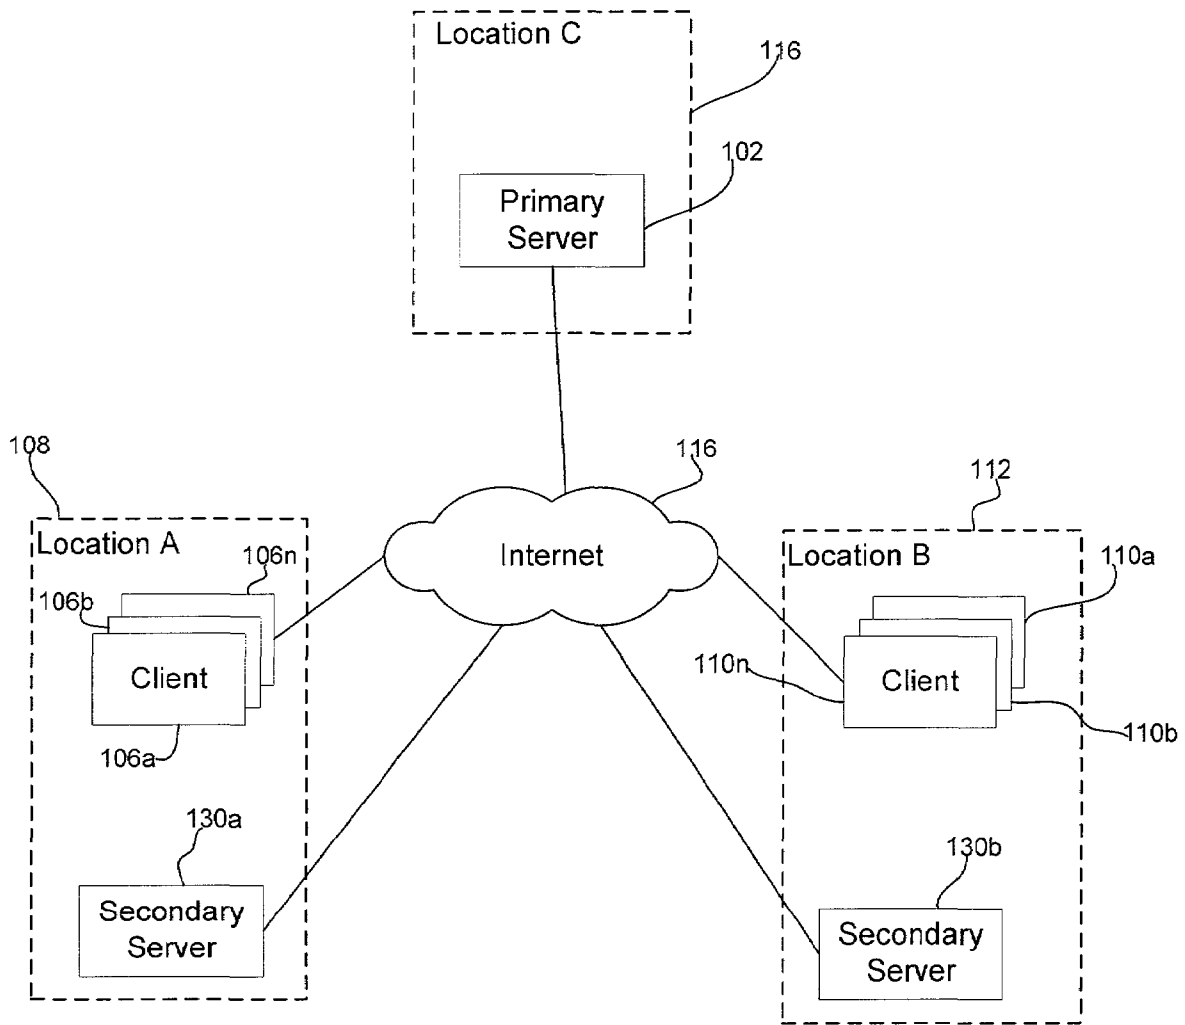 Location C
116
102
Primary
Server
108
116
112
Location A
Internet
Location B
106n
110a
106b
Client
110n
Client
106a
110b
130a
130b
Secondary
Server
Secondary
Server